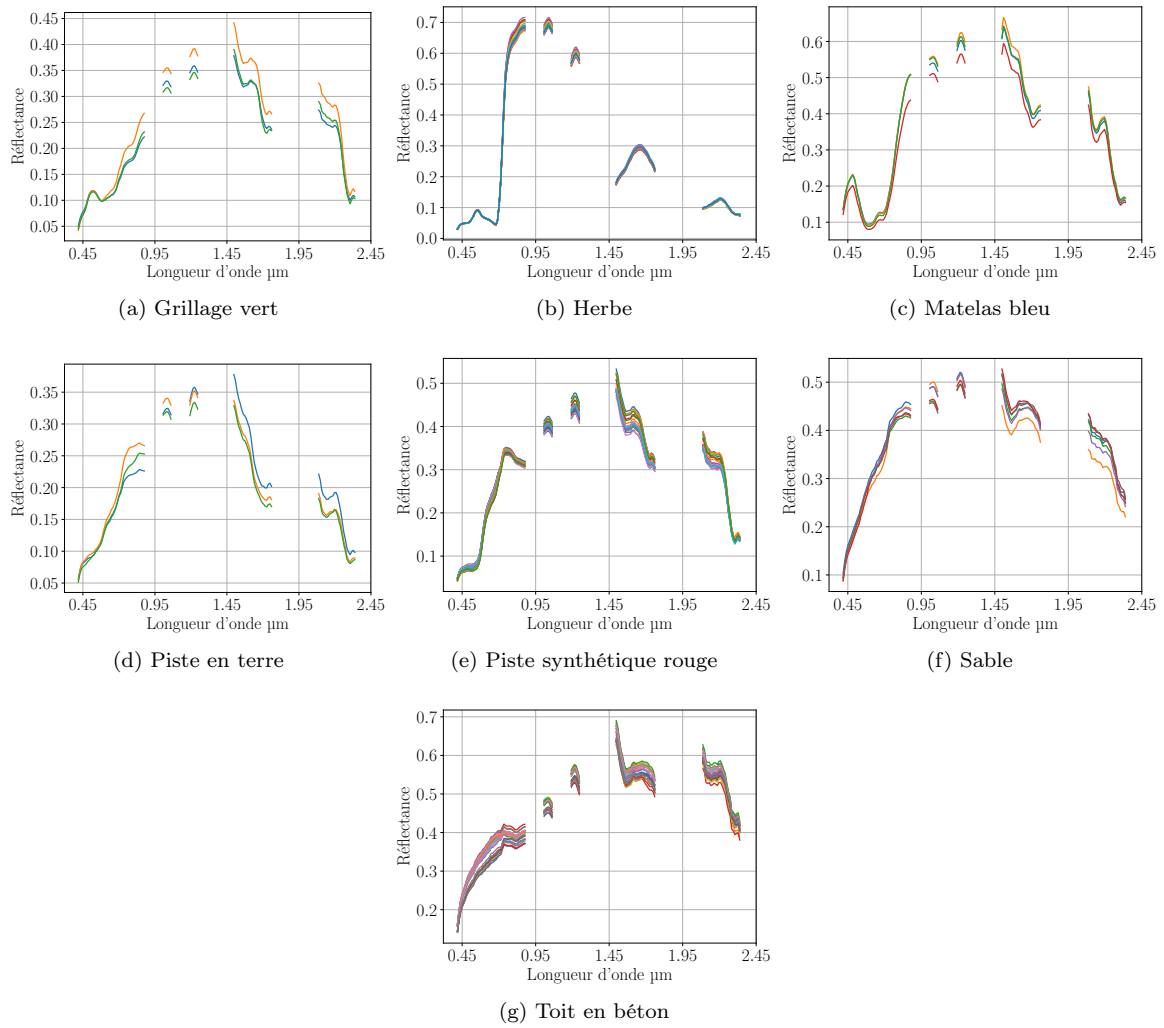 0.45
0.40
0.35
0.30
0.25
0.20
0.15
0.10
0.05
Réflectance
0.45 0.95 1.45 1.95 2.45
Longueur d'onde µm
(a) Grillage vert
0.7
0.6
0.5
0.4
0.3
0.2
0.1
0.0
Réflectance
0.45 0.95 1.45 1.95 2.45
Longueur d'onde µm
(b) Herbe
0.6
0.5
0.4
0.3
0.2
0.1
Réflectance
0.45 0.95 1.45 1.95 2.45
Longueur d'onde µm
(c) Matelas bleu
0.35
0.30
0.25
0.20
0.15
0.10
0.05
Réflectance
0.45 0.95 1.45 1.95 2.45
Longueur d'onde µm
(d) Piste en terre
0.5
0.4
0.3
0.2
0.1
Réflectance
0.45 0.95 1.45 1.95 2.45
Longueur d'onde µm
(e) Piste synthétique rouge
0.5
0.4
0.3
0.2
0.1
Réflectance
0.45 0.95 1.45 1.95 2.45
Longueur d'onde µm
(f) Sable
0.7
0.6
0.5
0.4
0.3
0.2
Réflectance
0.45 0.95 1.45 1.95 2.45
Longueur d'onde µm
(g) Toit en béton